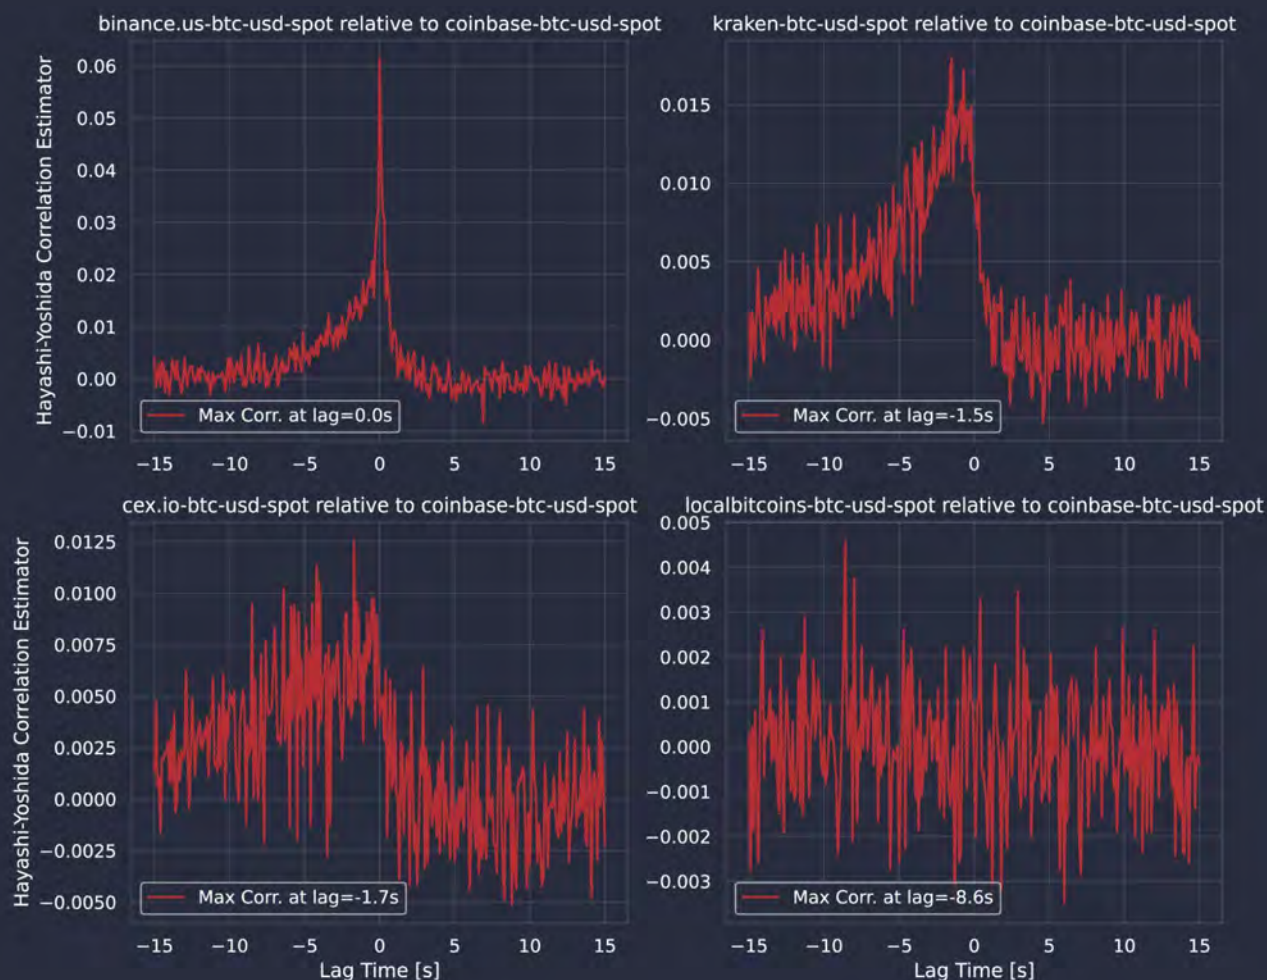 binance.us-btc-usd-spot relative to coinbase-btc-usd-spot
Hayashi-Yoshida Correlation Estimator
0.06
0.05
0.04
0.03
0.02
0.01
0.00
−0.01
Max Corr. at lag=0.0s
−15 −10 −5 0 5 10 15
kraken-btc-usd-spot relative to coinbase-btc-usd-spot
0.015
0.010
0.005
0.000
−0.005
Max Corr. at lag=-1.5s
−15 −10 −5 0 5 10 15
cex.io-btc-usd-spot relative to coinbase-btc-usd-spot
Hayashi-Yoshida Correlation Estimator
0.0125
0.0100
0.0075
0.0050
0.0025
0.0000
−0.0025
−0.0050
Max Corr. at lag=-1.7s
−15 −10 −5 0 5 10 15
Lag Time [s]
localbitcoins-btc-usd-spot relative to coinbase-btc-usd-spot
0.005
0.004
0.003
0.002
0.001
0.000
−0.001
−0.002
−0.003
Max Corr. at lag=-8.6s
−15 −10 −5 0 5 10 15
Lag Time [s]